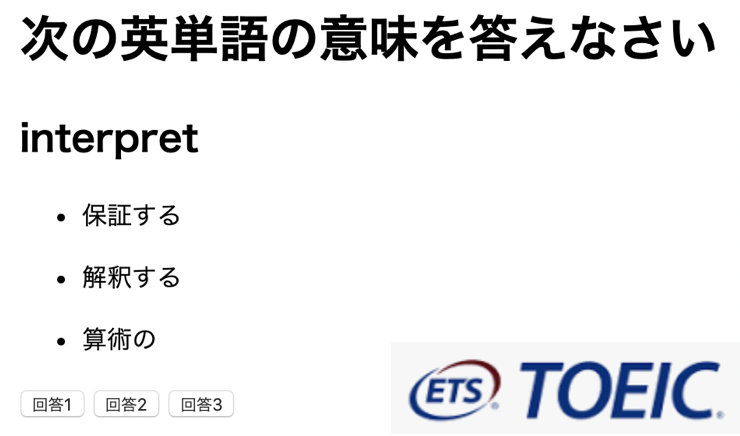 次の英単語の意味を答えなさい
interpret
保証する
解釈する
算術の
回答1 回答2 回答3
ETS® TOEIC®